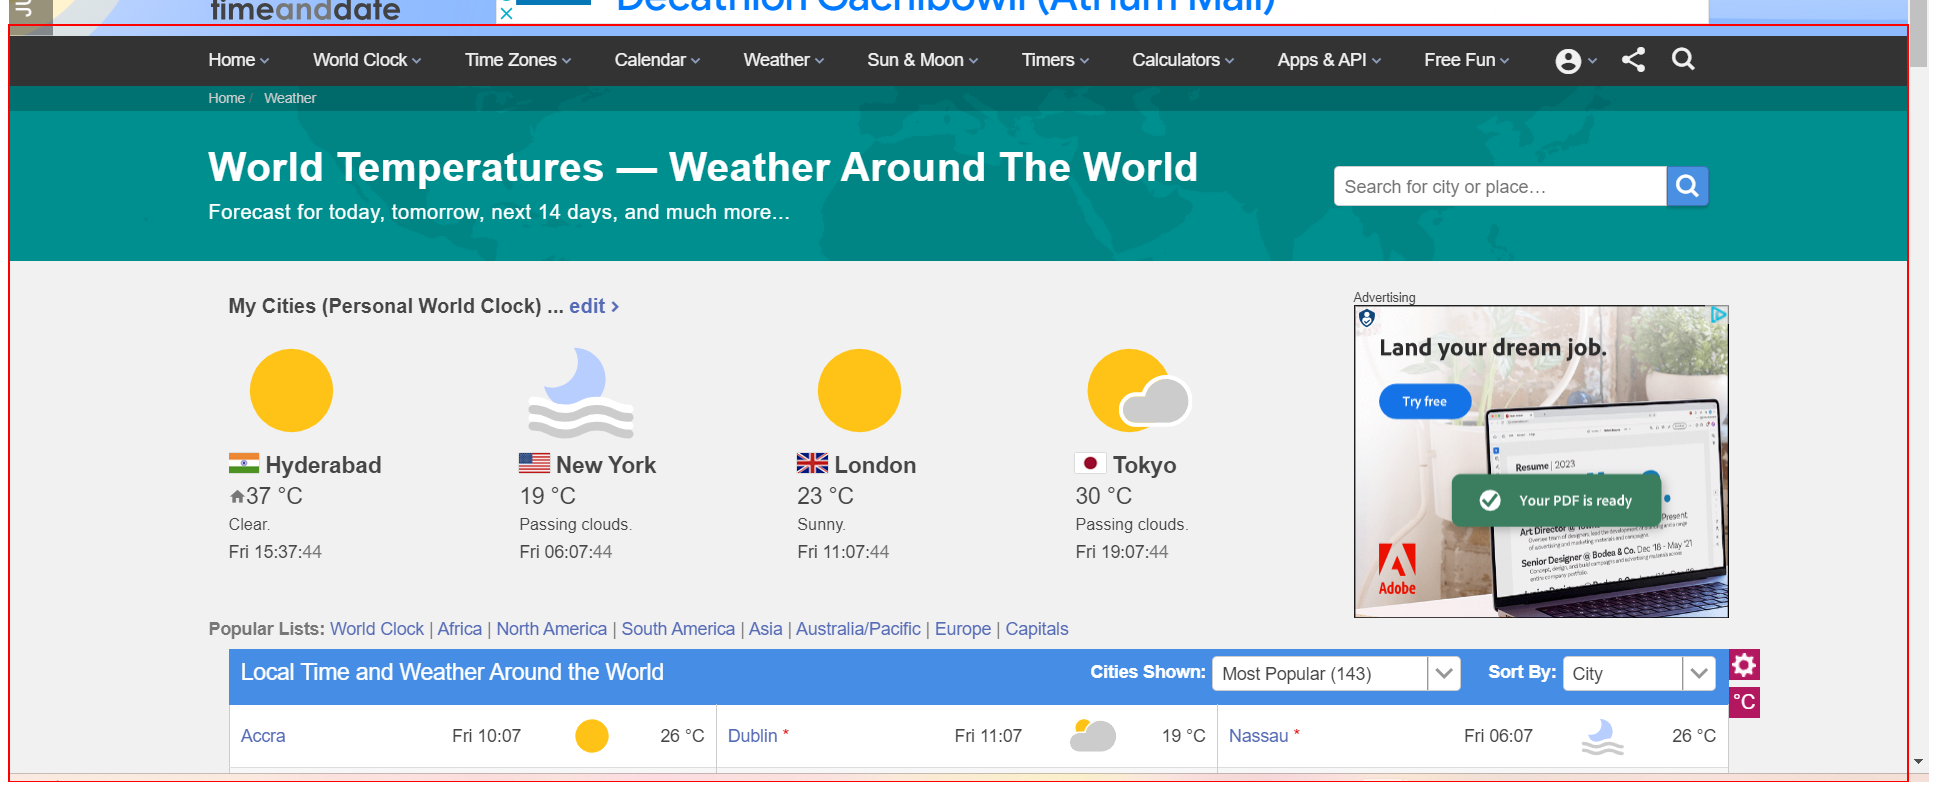 timeanddate
Decathlon Gachibowli (Atrium Mall)
Home World Clock Time Zones Calendar Weather Sun & Moon Timers Calculators Apps & API Free Fun
Home / Weather
World Temperatures — Weather Around The World
Forecast for today, tomorrow, next 14 days, and much more...
Search for city or place...
My Cities (Personal World Clock) ... edit ›
Hyderabad New York London Tokyo
37 °C 19 °C 23 °C 30 °C
Clear. Passing clouds. Sunny. Passing clouds.
Fri 15:37:44 Fri 06:07:44 Fri 11:07:44 Fri 19:07:44
Advertising
Land your dream job.
Try free
Resume | 2023
Your PDF is ready
Present
Art Director @
Senior Designer @ Bodea & Co. Dec '18 - May '21
Adobe
Popular Lists: World Clock | Africa | North America | South America | Asia | Australia/Pacific | Europe | Capitals
Local Time and Weather Around the World Cities Shown: Most Popular (143) Sort By: City
°C
Accra Fri 10:07 26 °C Dublin * Fri 11:07 19 °C Nassau * Fri 06:07 26 °C